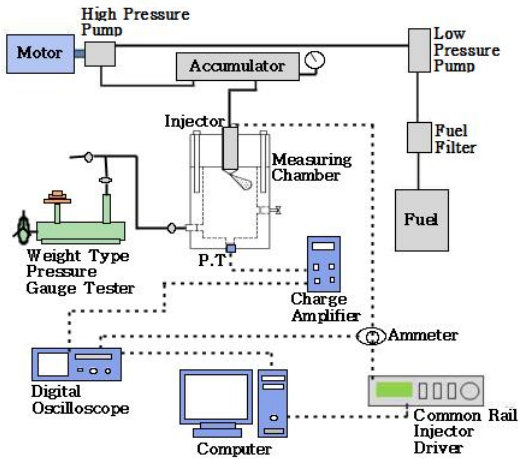 High Pressure
Pump
Motor
Low
Pressure
Pump
Accumulator
Injector
Measuring
Chamber
Fuel
Filter
Fuel
Weight Type
Pressure
Gauge Tester
P.T
Charge
Amplifier
Ammeter
Digital
Oscilloscope
Computer
Common Rail
Injector
Driver